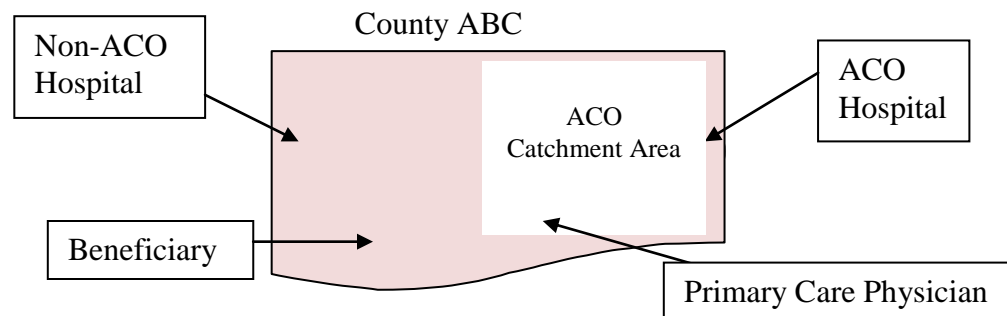 County ABC
Non-ACO
Hospital
ACO
Hospital
ACO
Catchment Area
Beneficiary
Primary Care Physician